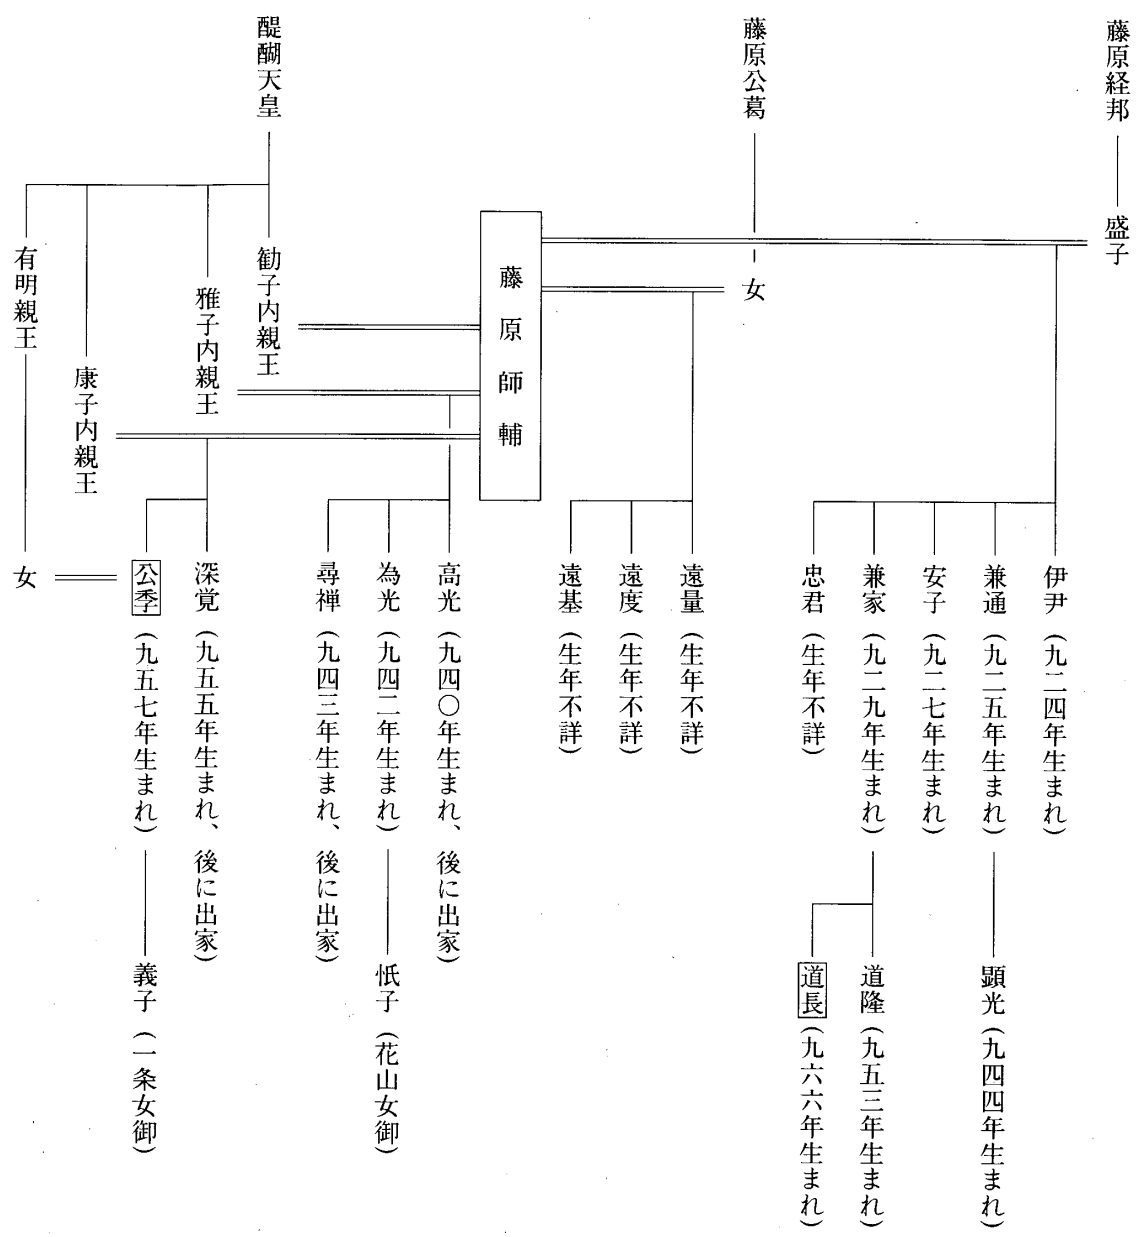 藤原経邦
盛子
藤原公葛
女
藤原師輔
醍醐天皇
勧子内親王
雅子内親王
康子内親王
有明親王
女
伊尹(九二四年生まれ)
兼通(九二五年生まれ)
顕光(九四四年生まれ)
安子(九二七年生まれ)
兼家(九二九年生まれ)
道隆(九五三年生まれ)
道長(九六六年生まれ)
忠君(生年不詳)
遠量(生年不詳)
遠度(生年不詳)
遠基(生年不詳)
高光(九四〇年生まれ、後に出家)
為光(九四二年生まれ)
忯子(花山女御)
尋禅(九四三年生まれ、後に出家)
深覚(九五五年生まれ、後に出家)
公季(九五七年生まれ)
義子(一条女御)